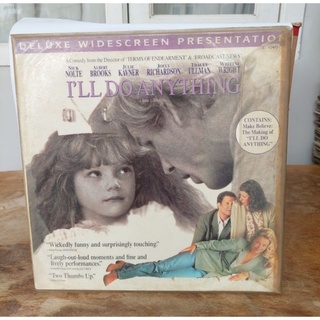 DELUXE WIDESCREEN PRESENTATION
A Comedy from the Director of "TERMS OF ENDEARMENT" & "BROADCAST NEWS"
NICK NOLTE
ALBERT BROOKS
JULIE KAVNER
JOELY RICHARDSON
TRACEY ULLMAN
WHITTNI WRIGHT
I'LL DO ANYTHING
CONTAINS:
Make Believe:
The Making of
"I'LL DO
ANYTHING"
"Wickedly funny and surprisingly touching."
"Laugh-out-loud moments and fine and
lively performances."
"Two Thumbs Up."